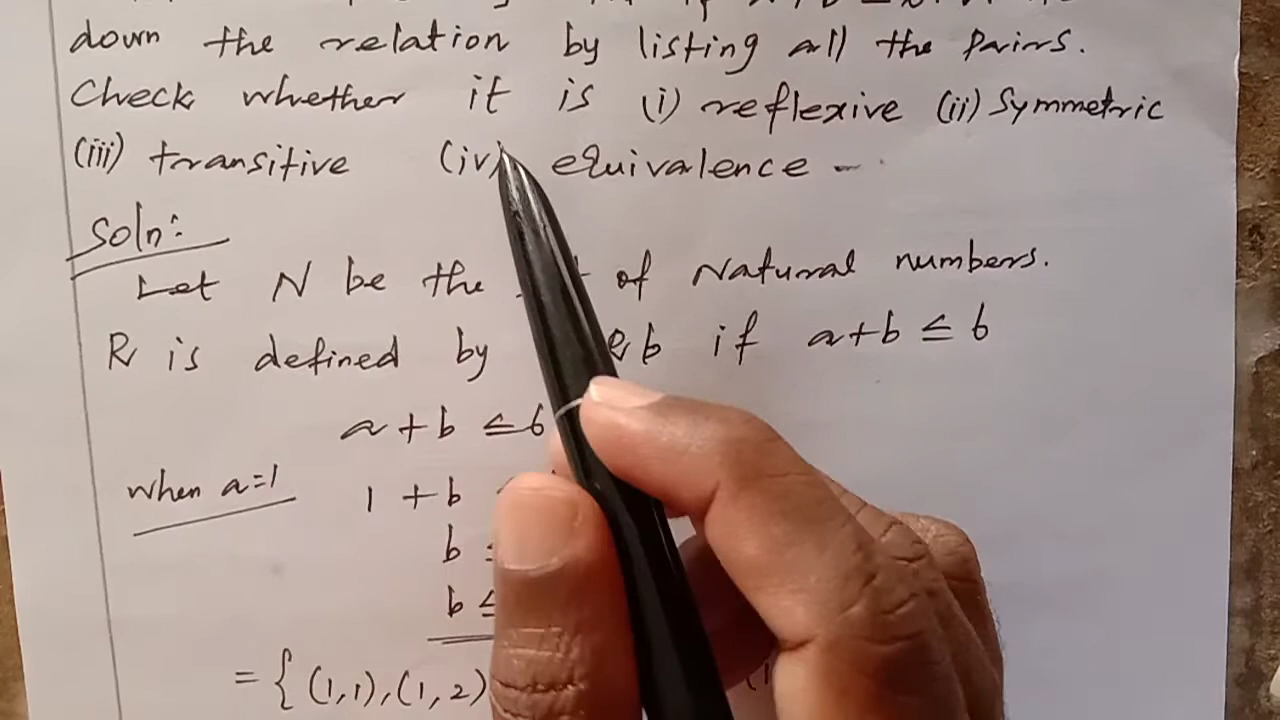 down the relation by listing all the Pairs.
Check whether it is (i) reflexive (ii) Symmetric
(iii) transitive (iv) equivalence -
Soln:
Let N be the of Natural numbers.
R is defined by R b if a+b ≤ 6
a + b ≤ 6
when a=1 1 + b
b ≤
b ≤
= { (1,1), (1,2)